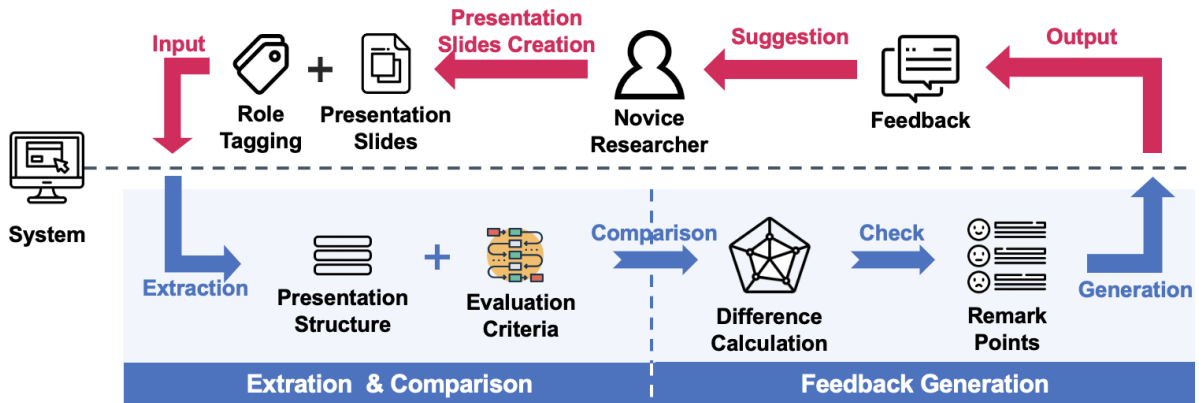 Input
Presentation
Slides Creation
Suggestion
Output
Role
Tagging
Presentation
Slides
Novice
Researcher
Feedback
System
Extraction
Presentation
Structure
Evaluation
Criteria
Comparison
Difference
Calculation
Check
Remark
Points
Generation
Extration & Comparison
Feedback Generation